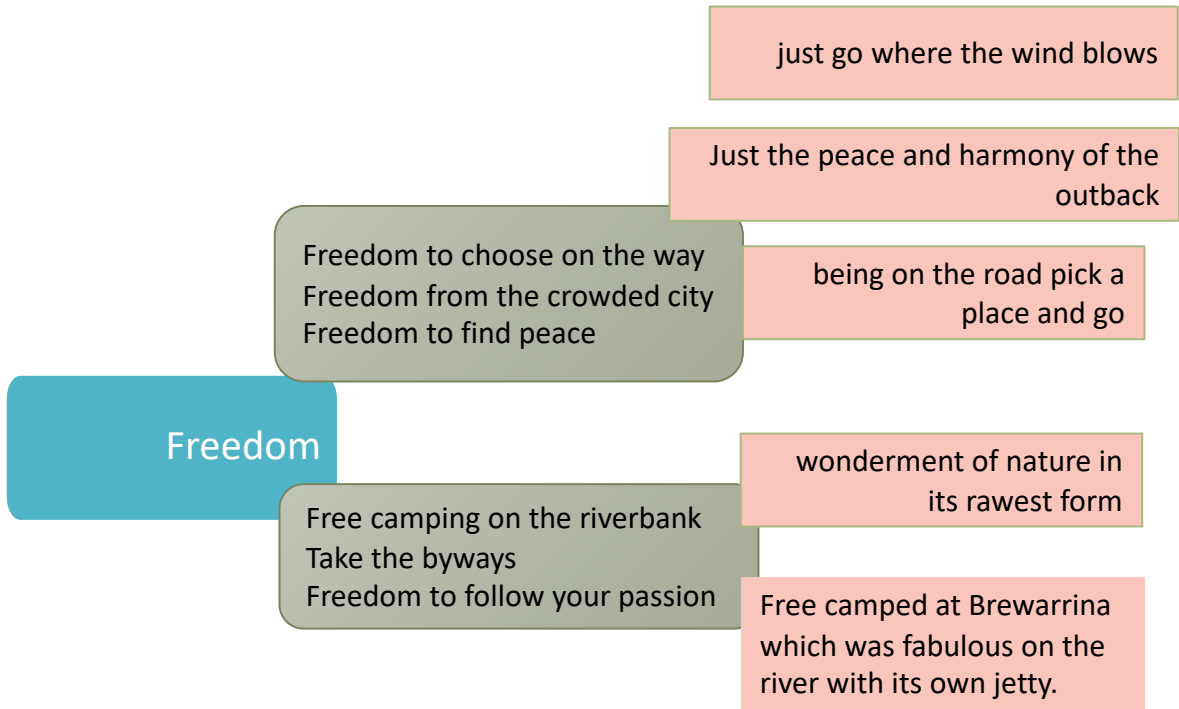 just go where the wind blows
Just the peace and harmony of the
outback
Freedom to choose on the way
Freedom from the crowded city
Freedom to find peace
being on the road pick a
place and go
Freedom
wonderment of nature in
its rawest form
Free camping on the riverbank
Take the byways
Freedom to follow your passion
Free camped at Brewarrina
which was fabulous on the
river with its own jetty.